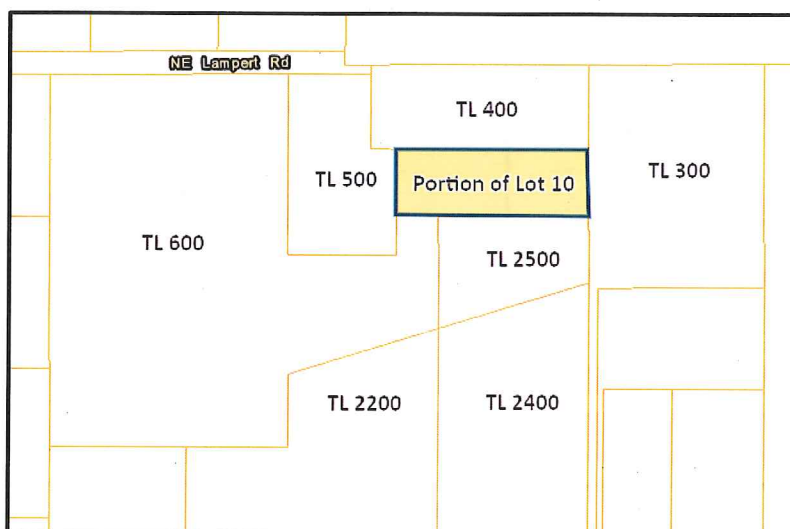 NE Lampert Rd
TL 400
TL 500
Portion of Lot 10
TL 300
TL 600
TL 2500
TL 2200
TL 2400